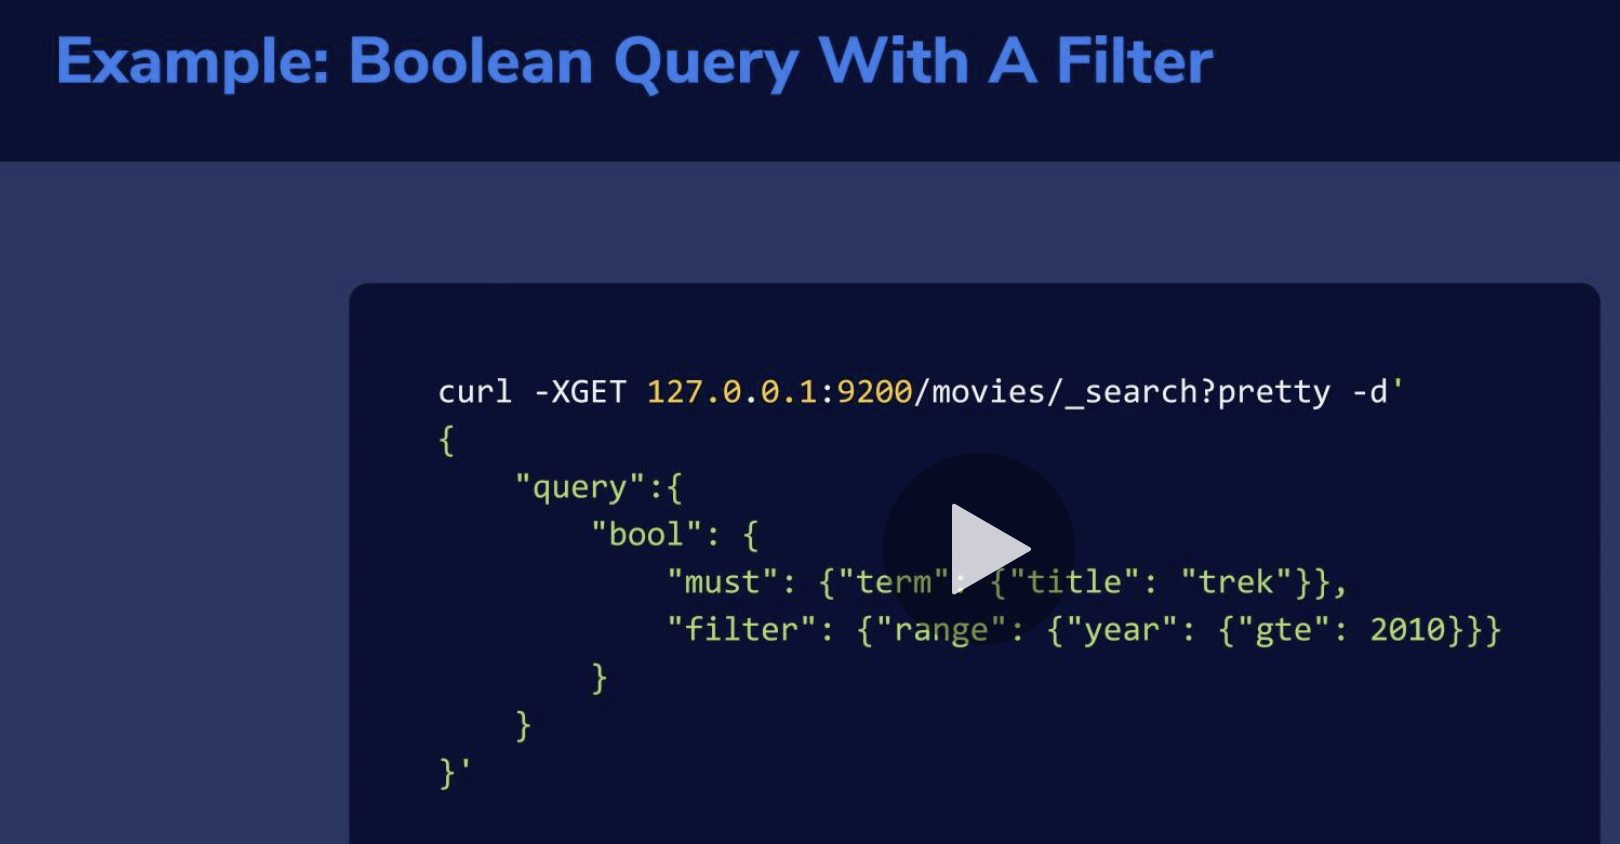 Example: Boolean Query With A Filter
curl -XGET 127.0.0.1:9200/movies/_search?pretty -d'
{
"query":{
"bool": {
"must": {"term": {"title": "trek"}},
"filter": {"range": {"year": {"gte": 2010}}}
}
}
}'